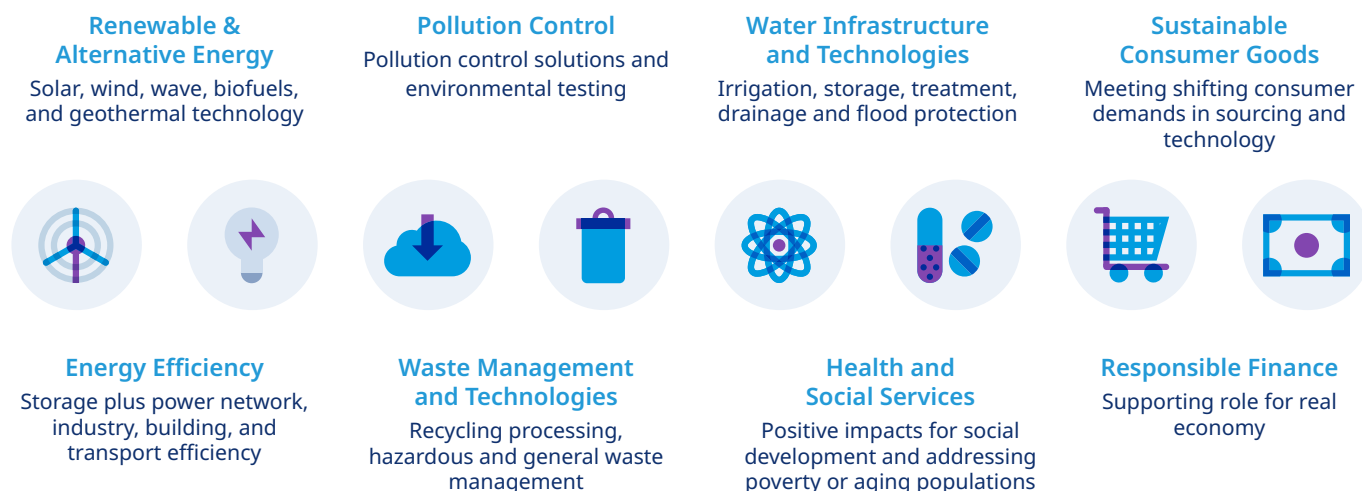 Renewable &
Alternative Energy
Solar, wind, wave, biofuels,
and geothermal technology
Pollution Control
Pollution control solutions and
environmental testing
Water Infrastructure
and Technologies
Irrigation, storage, treatment,
drainage and flood protection
Sustainable
Consumer Goods
Meeting shifting consumer
demands in sourcing and
technology
Energy Efficiency
Storage plus power network,
industry, building, and
transport efficiency
Waste Management
and Technologies
Recycling processing,
hazardous and general waste
management
Health and
Social Services
Positive impacts for social
development and addressing
poverty or aging populations
Responsible Finance
Supporting role for real
economy